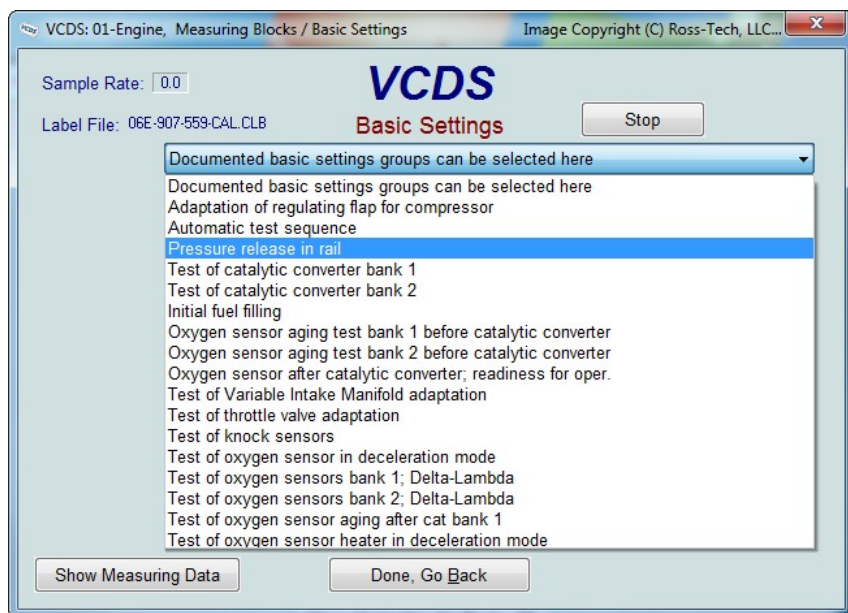 VCDS: 01-Engine, Measuring Blocks / Basic Settings Image Copyright (C) Ross-Tech, LLC...
Sample Rate: 0.0
VCDS
Label File: 06E-907-559-CAL.CLB
Basic Settings
Stop
Documented basic settings groups can be selected here
Documented basic settings groups can be selected here
Adaptation of regulating flap for compressor
Automatic test sequence
Pressure release in rail
Test of catalytic converter bank 1
Test of catalytic converter bank 2
Initial fuel filling
Oxygen sensor aging test bank 1 before catalytic converter
Oxygen sensor aging test bank 2 before catalytic converter
Oxygen sensor after catalytic converter; readiness for oper.
Test of Variable Intake Manifold adaptation
Test of throttle valve adaptation
Test of knock sensors
Test of oxygen sensor in deceleration mode
Test of oxygen sensors bank 1; Delta-Lambda
Test of oxygen sensors bank 2; Delta-Lambda
Test of oxygen sensor aging after cat bank 1
Test of oxygen sensor heater in deceleration mode
Show Measuring Data
Done, Go Back